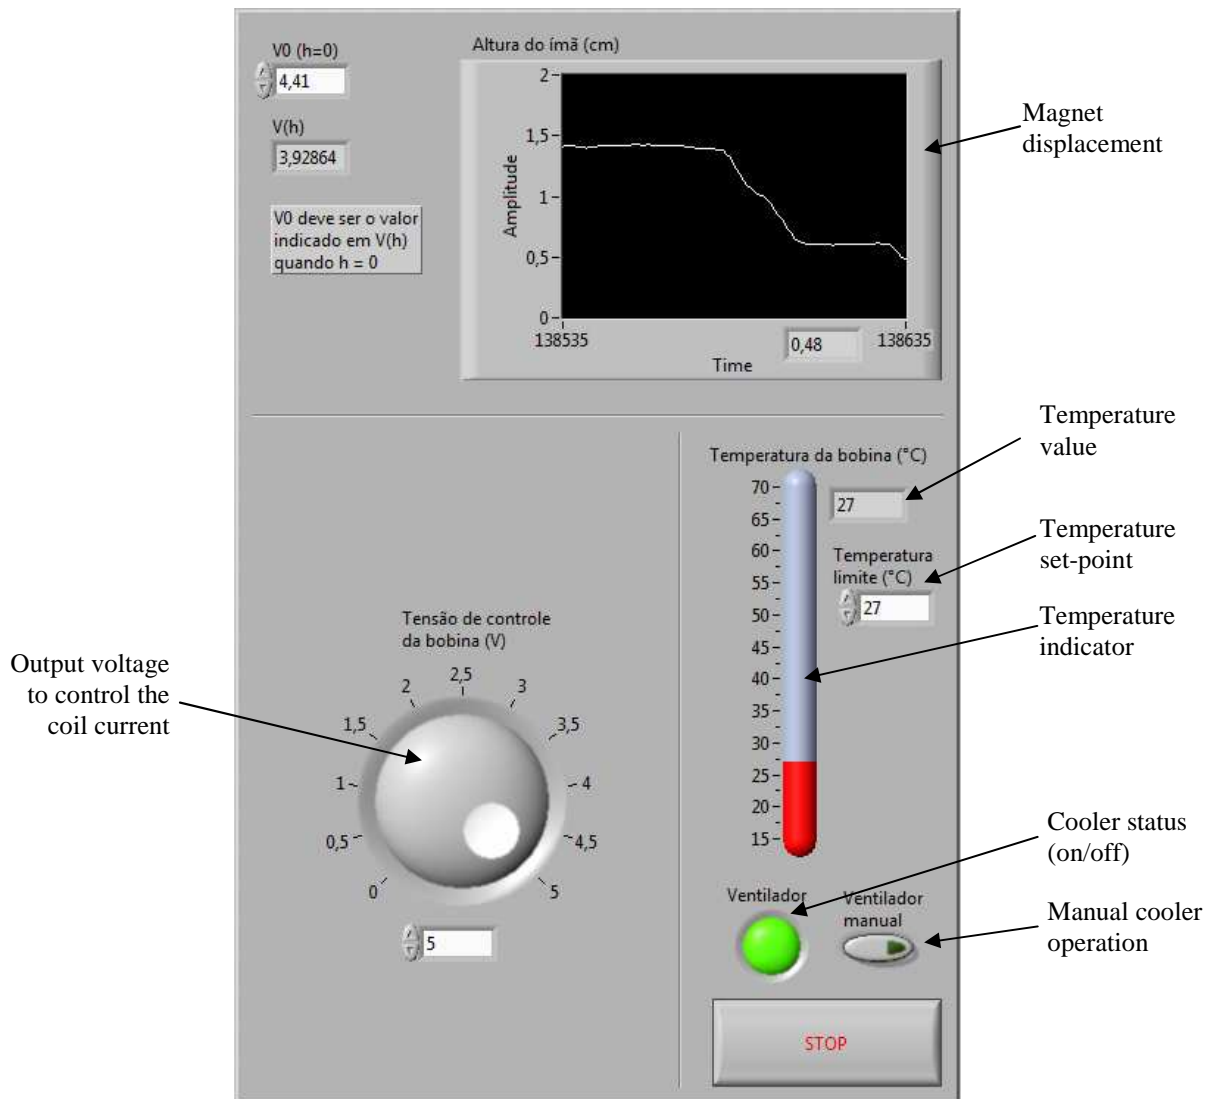 V0 (h=0)
4,41
V(h)
3,92864
V0 deve ser o valor
indicado em V(h)
quando h = 0
Altura do ímã (cm)
Amplitude
2
1,5
1
0,5
0
138535
138635
0,48
Time
Magnet
displacement
Temperatura da bobina (°C)
70
65
60
55
50
45
40
35
30
25
20
15
27
Temperatura
limite (°C)
27
Temperature
value
Temperature
set-point
Temperature
indicator
Output voltage
to control the
coil current
Tensão de controle
da bobina (V)
0
0,5
1
1,5
2
2,5
3
3,5
4
4,5
5
5
Ventilador
Ventilador
manual
Cooler status
(on/off)
Manual cooler
operation
STOP